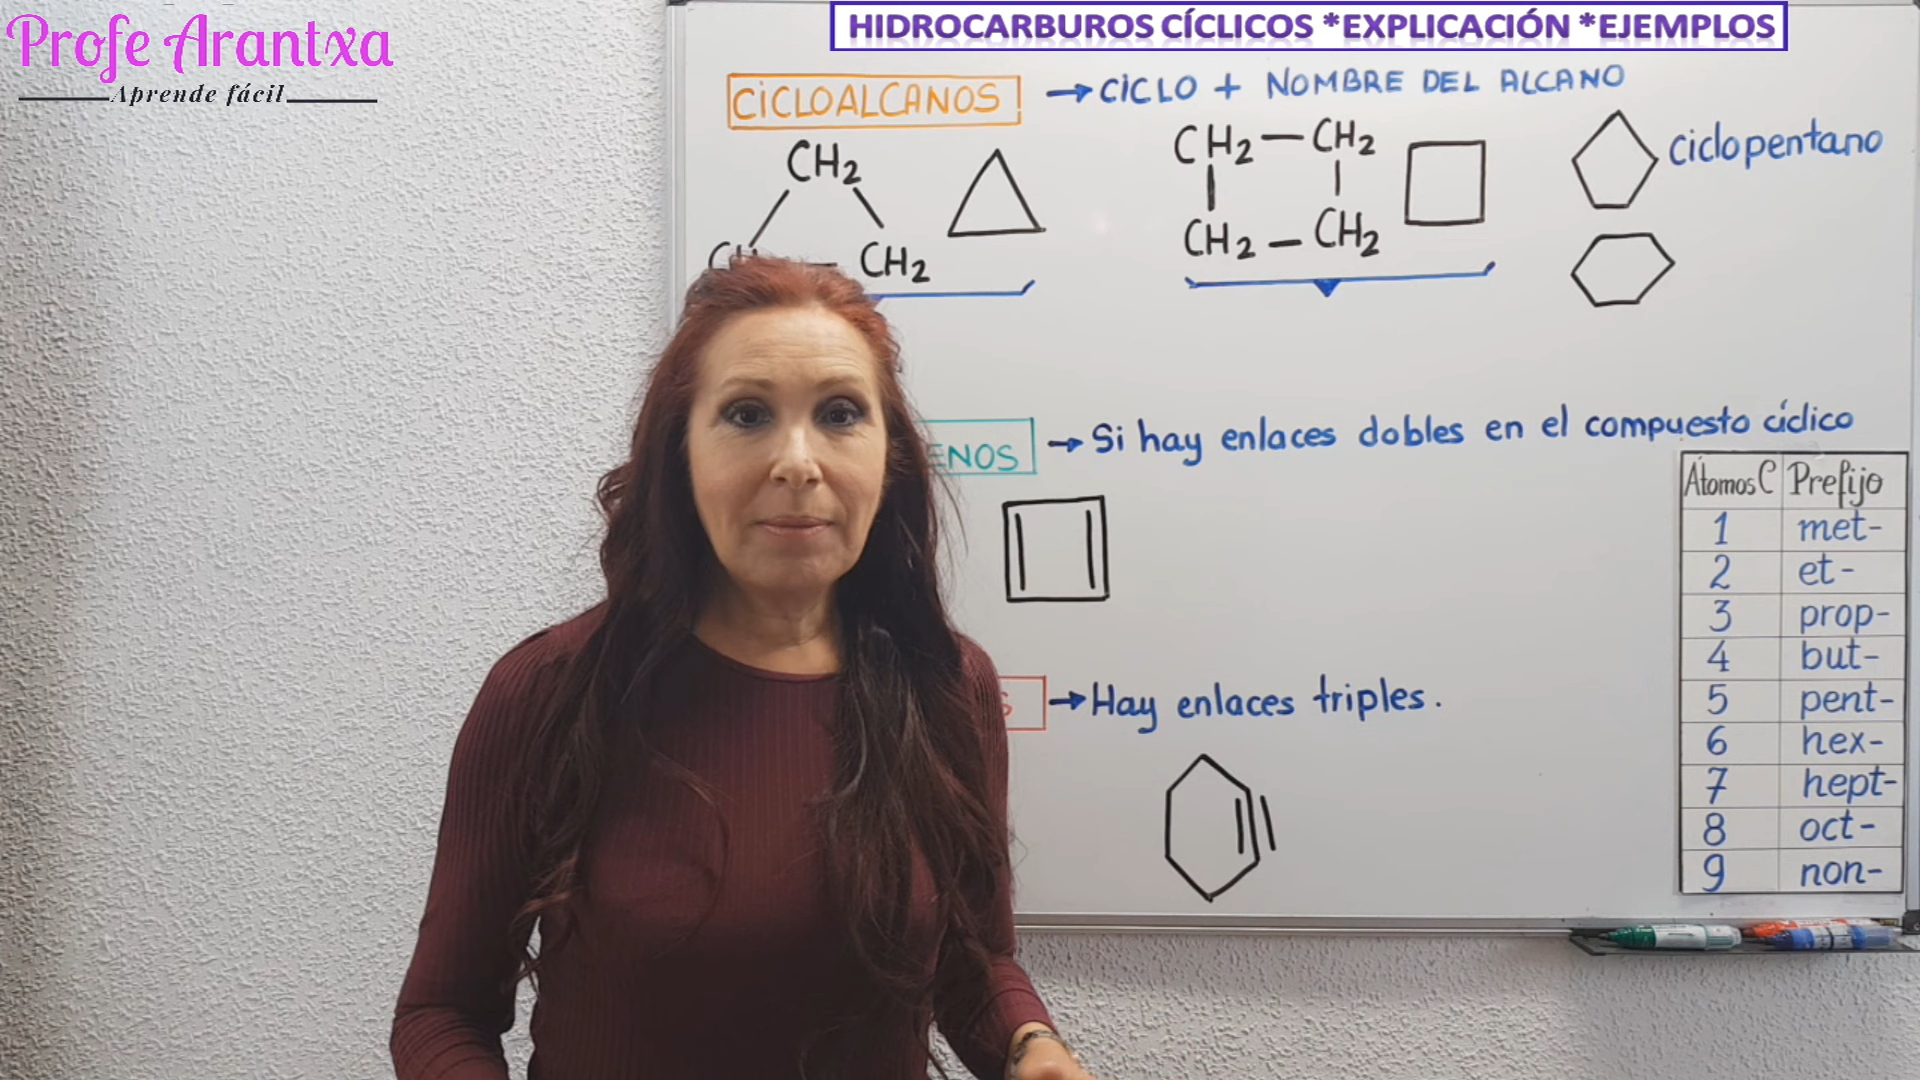 Profe Arantxa
Aprende fácil
HIDROCARBUROS CÍCLICOS *EXPLICACIÓN *EJEMPLOS
CICLOALCANOS → CICLO + NOMBRE DEL ALCANO
CH2
CH2
CH2 — CH2
CH2 — CH2
ciclopentano
ENOS → Si hay enlaces dobles en el compuesto cíclico
S → Hay enlaces triples.
Átomos C Prefijo
1 met-
2 et-
3 prop-
4 but-
5 pent-
6 hex-
7 hept-
8 oct-
9 non-